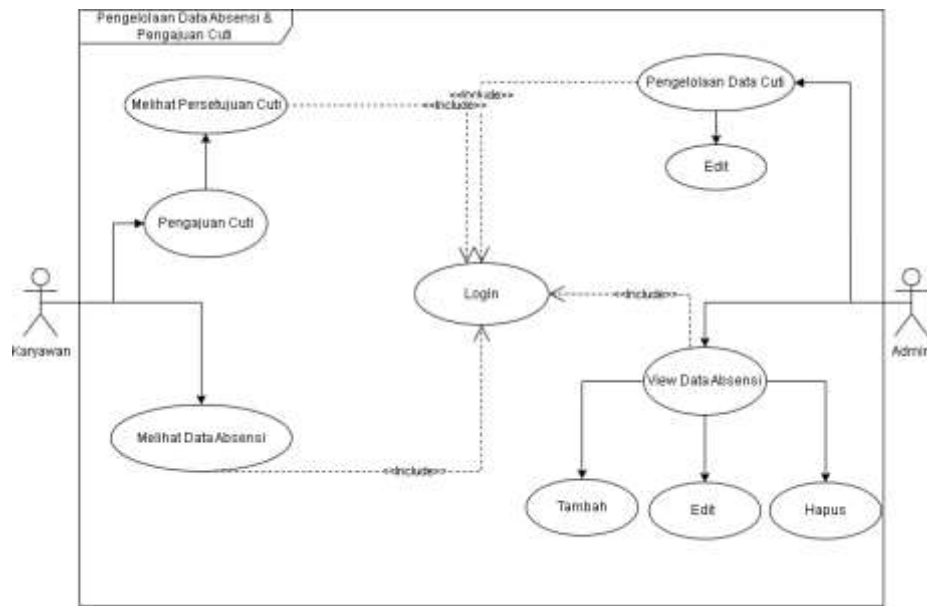 Pengelolaan Data Absensi &
Pengajuan Cuti
Melihat Persetujuan Cuti
<<Include>>
<<Include>>
Pengelolaan Data Cuti
Edit
Pengajuan Cuti
Login
<<Include>>
Karyawan
Admin
View Data Absensi
Melihat Data Absensi
<<Include>>
Tambah
Edit
Hapus